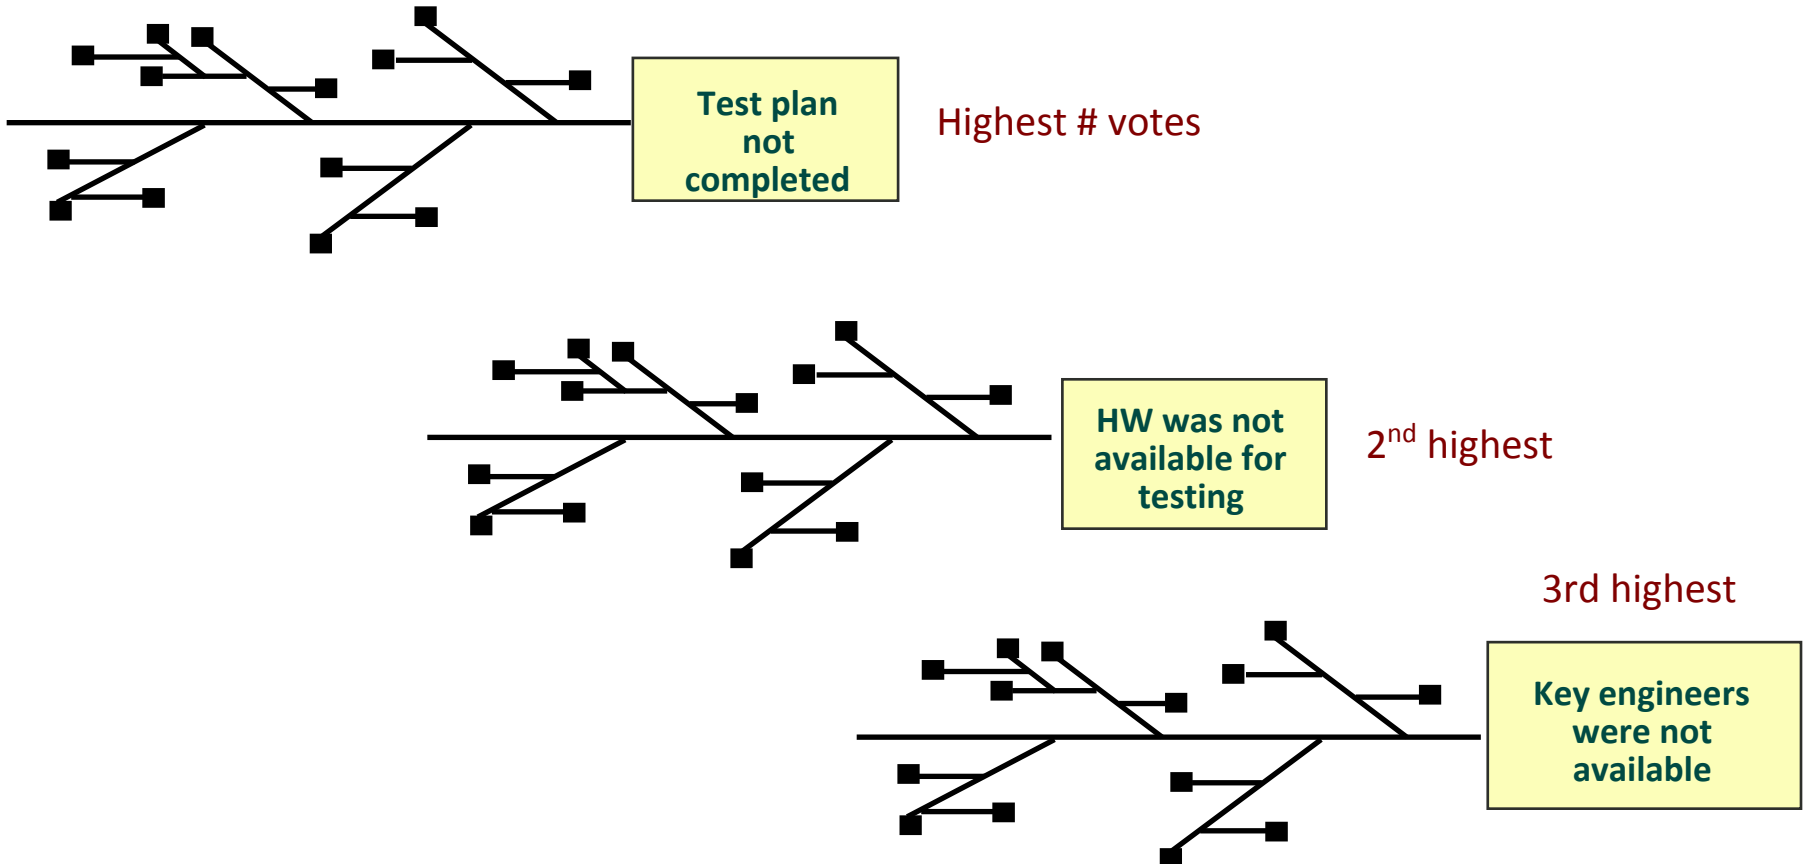 Test plan
not
completed
Highest # votes
HW was not
available for
testing
2nd highest
3rd highest
Key engineers
were not
available